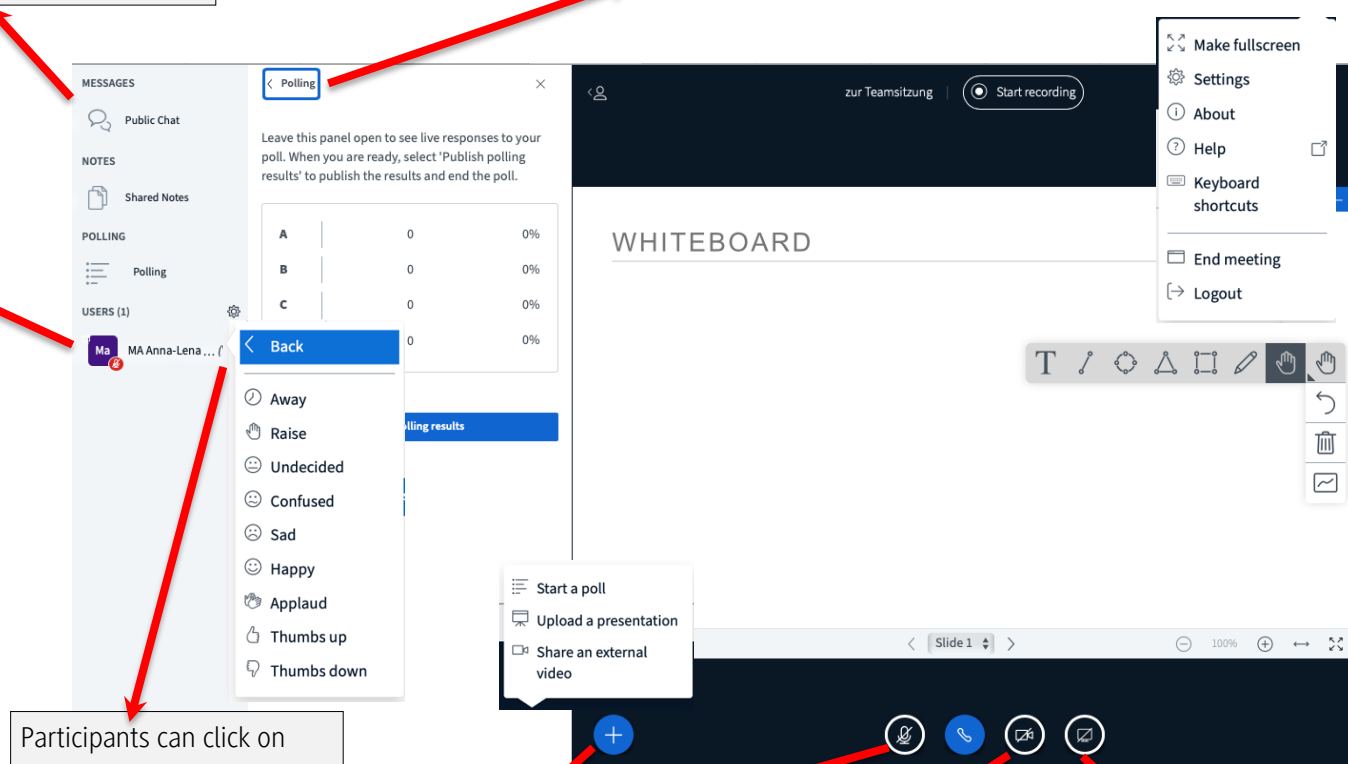 MESSAGES
Public Chat
NOTES
Shared Notes
POLLING
Polling
USERS (1)
Ma
MA Anna-Lena ... (
Polling
Leave this panel open to see live responses to your
poll. When you are ready, select 'Publish polling
results' to publish the results and end the poll.
A 0 0%
B 0 0%
C 0 0%
0 0%
lling results
Back
Away
Raise
Undecided
Confused
Sad
Happy
Applaud
Thumbs up
Thumbs down
zur Teamsitzung | Start recording
Make fullscreen
Settings
About
Help
Keyboard
shortcuts
End meeting
Logout
WHITEBOARD
T
Start a poll
Upload a presentation
Share an external
video
Slide 1
100%
Participants can click on